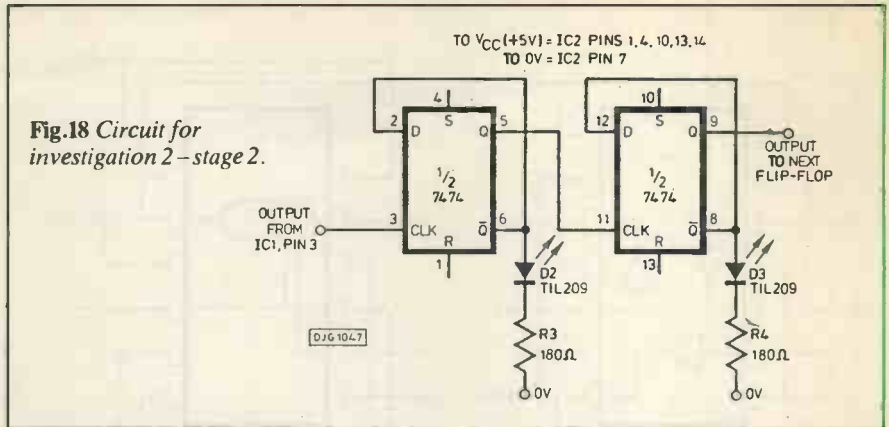 TO VCC(+5V) = IC2 PINS 1, 4, 10, 13, 14
TO 0V = IC2 PIN 7
Fig.18 Circuit for
investigation 2 – stage 2.
4
10
2
D
S
Q
5
12
D
S
Q
9
OUTPUT
TO NEXT
FLIP-FLOP
1/2
7474
1/2
7474
OUTPUT
FROM
IC1, PIN 3
3
CLK
Q̅
6
11
CLK
Q̅
8
R
R
1
13
D2
TIL209
D3
TIL209
R3
180Ω
R4
180Ω
DJG1047
0V
0V